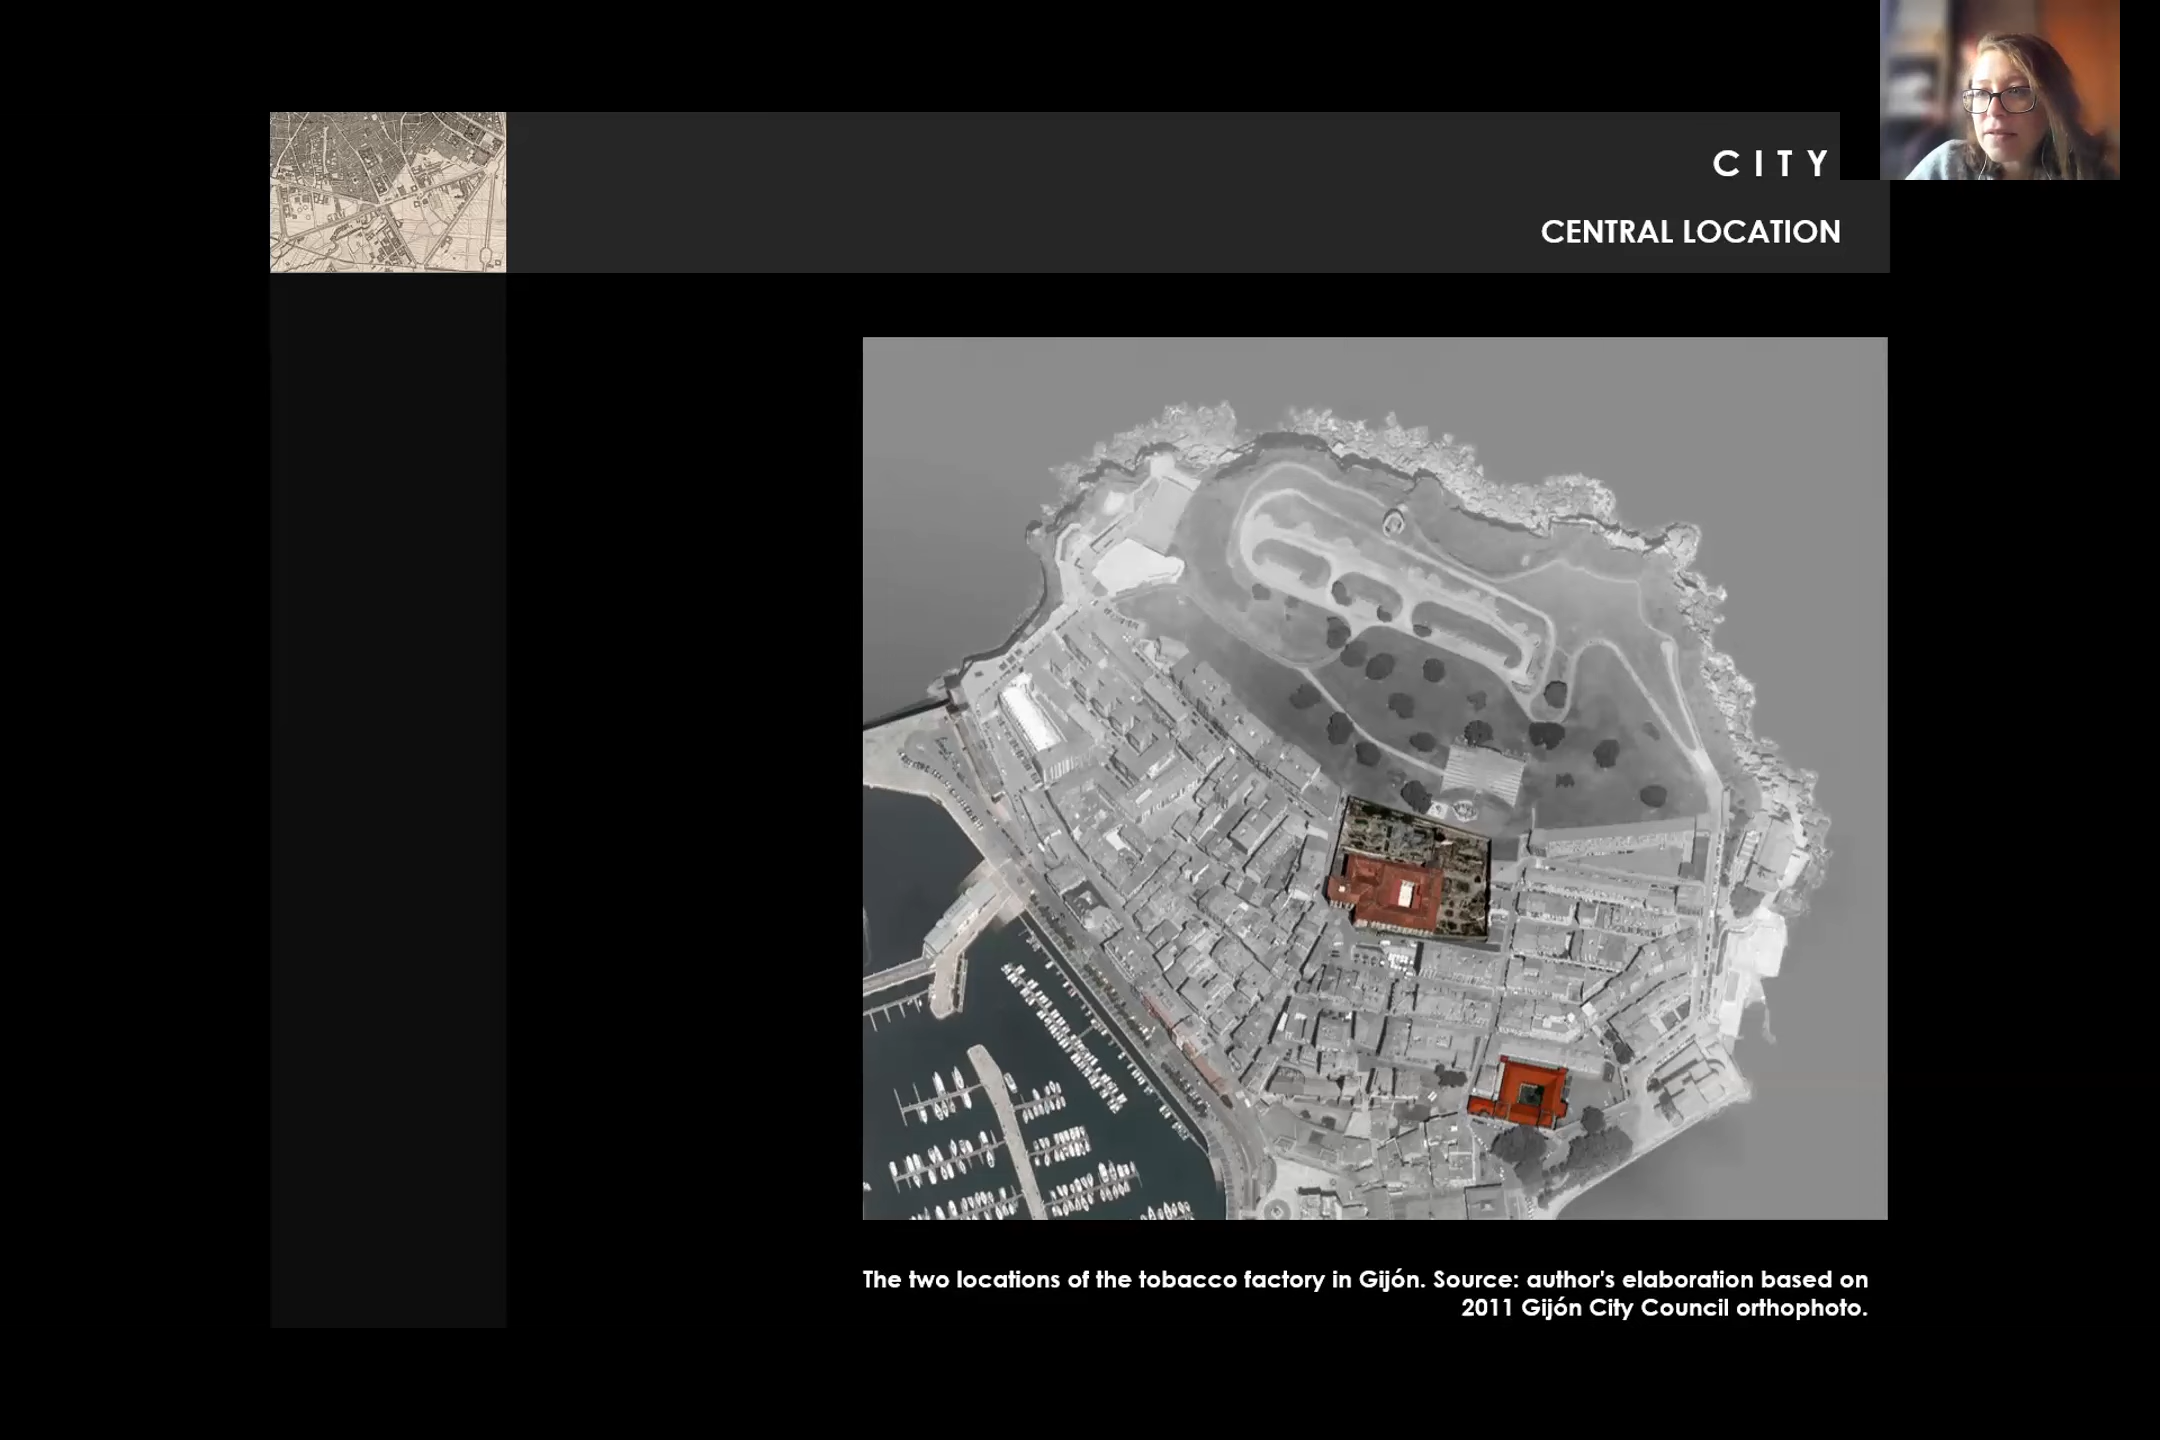 CITY
CENTRAL LOCATION
The two locations of the tobacco factory in Gijón. Source: author's elaboration based on
2011 Gijón City Council orthophoto.